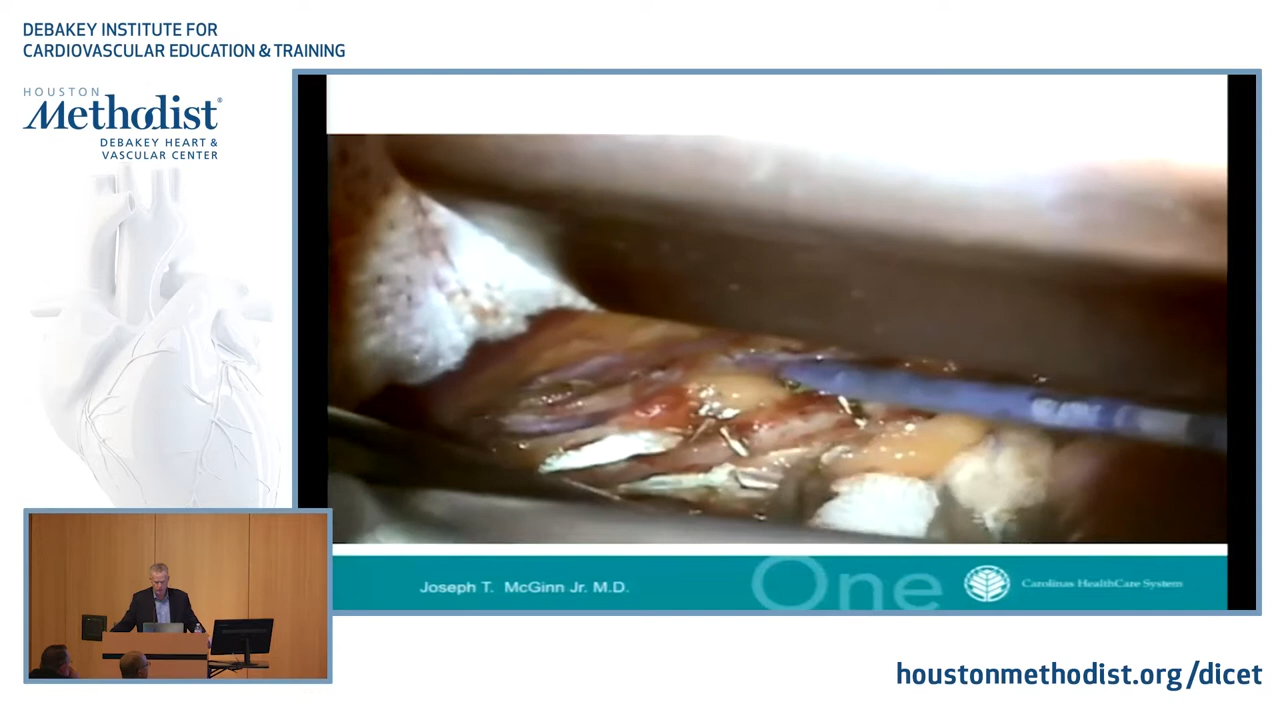 DEBAKEY INSTITUTE FOR
CARDIOVASCULAR EDUCATION & TRAINING
HOUSTON
Methodist®
DEBAKEY HEART &
VASCULAR CENTER
Joseph T. McGinn Jr. M.D.
One
Carolinas HealthCare System
houstonmethodist.org/dicet